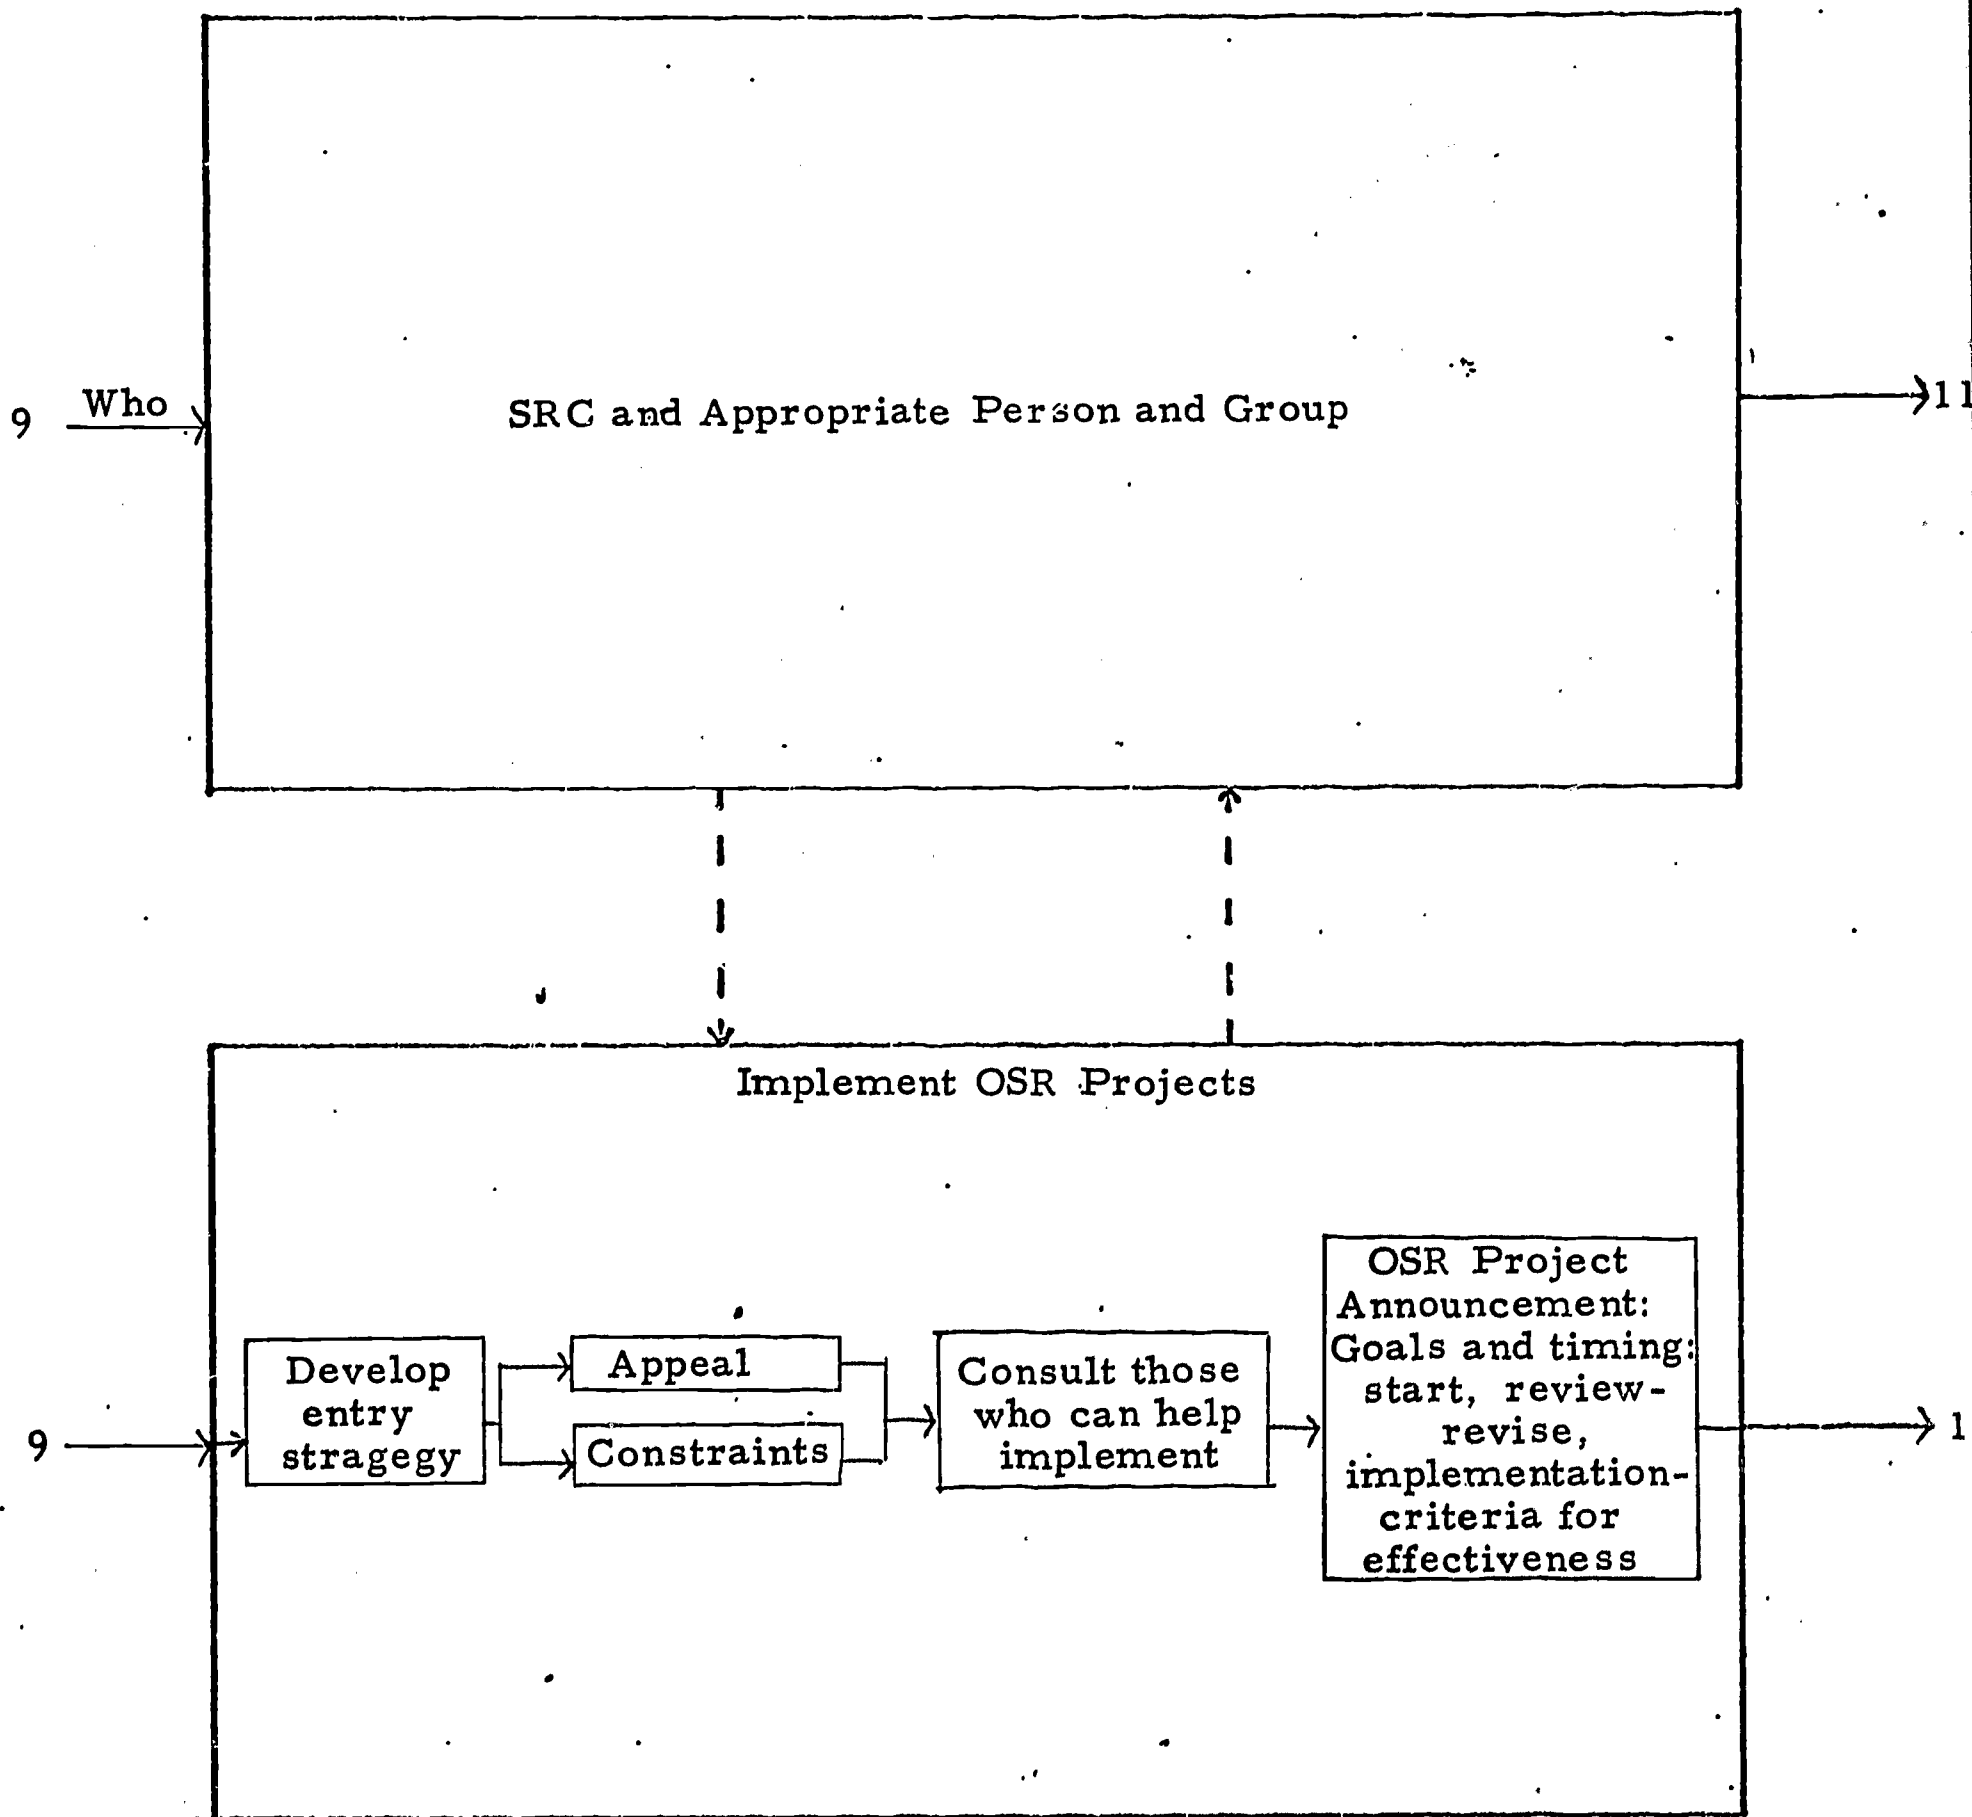 9 Who SRC and Appropriate Person and Group 11
Implement OSR Projects
9
Develop
entry
stragegy
Appeal
Constraints
Consult those
who can help
implement
OSR Project
Announcement:
Goals and timing:
start, review-
revise,
implementation-
criteria for
effectiveness
1